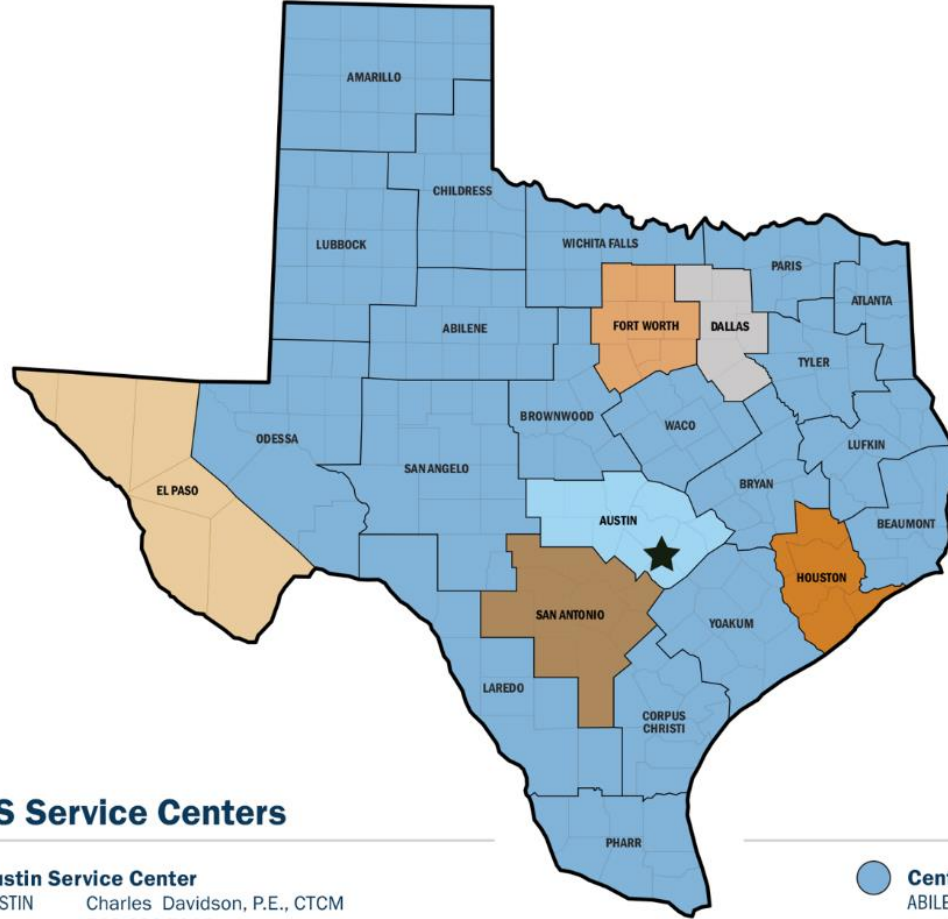 AMARILLO
CHILDRESS
LUBBOCK
WICHITA FALLS
PARIS
ATLANTA
ABILENE
FORT WORTH
DALLAS
TYLER
BROWNWOOD
WACO
ODESSA
LUFKIN
SAN ANGELO
BRYAN
EL PASO
AUSTIN
BEAUMONT
HOUSTON
SAN ANTONIO
YOAKUM
LAREDO
CORPUS
CHRISTI
S Service Centers
PHARR
ustin Service Center
STIN Charles Davidson, P.E., CTCM
Cent
ABILE